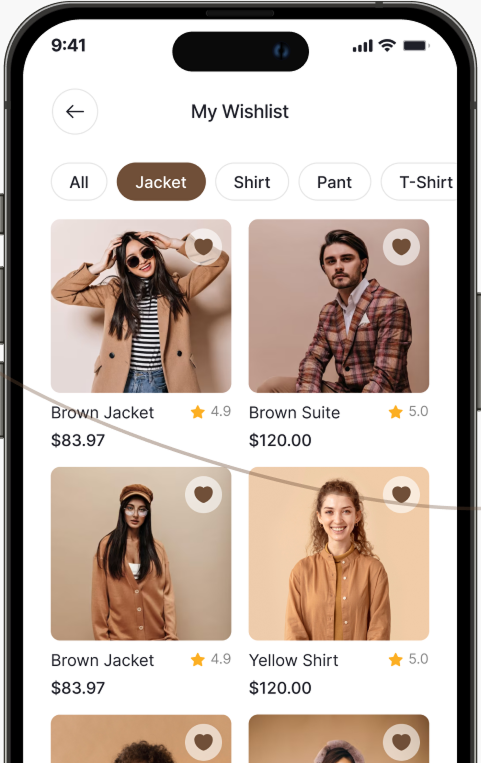 9:41
My Wishlist
All Jacket Shirt Pant T-Shirt
Brown Jacket 4.9 Brown Suite 5.0
$83.97 $120.00
Brown Jacket 4.9 Yellow Shirt 5.0
$83.97 $120.00